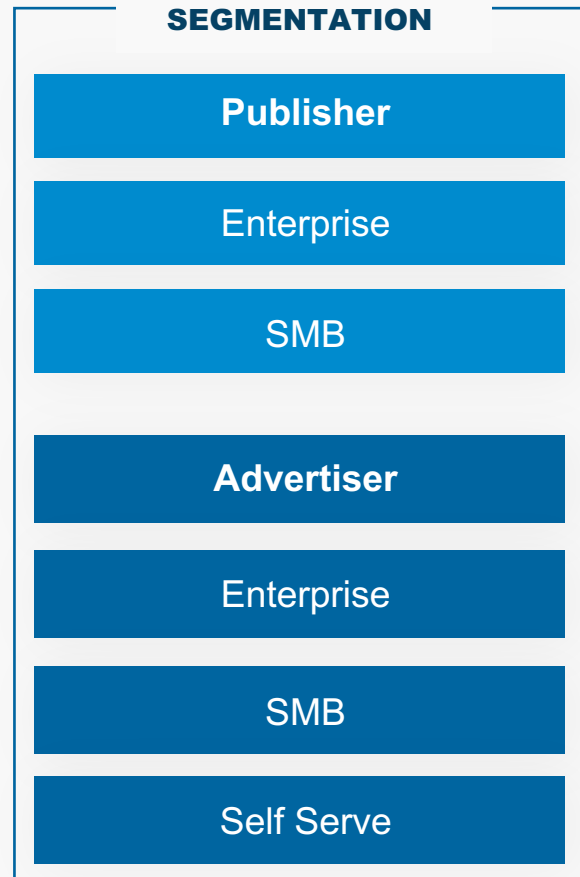 SEGMENTATION
Publisher
Enterprise
SMB
Advertiser
Enterprise
SMB
Self Serve